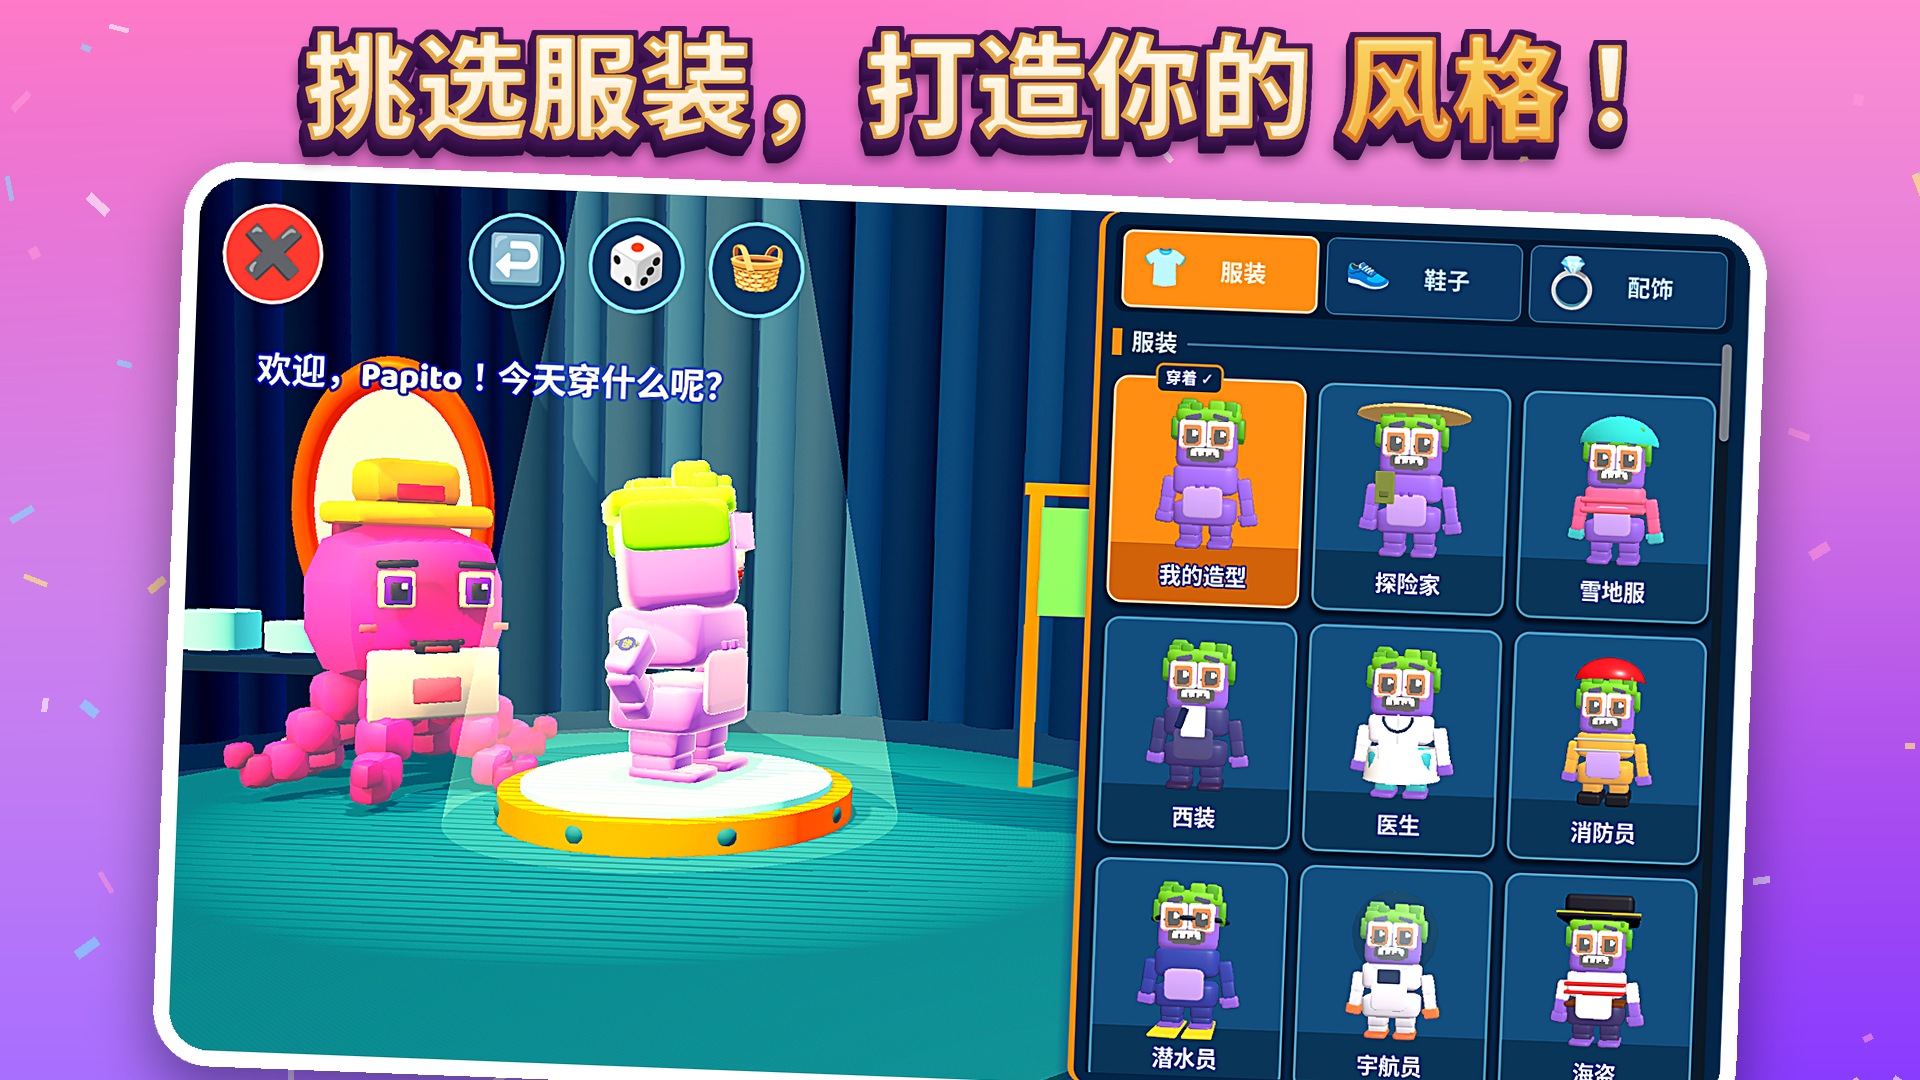 挑选服装，打造你的 风格！
服装
鞋子
配饰
服装
欢迎，Papito！今天穿什么呢？
穿着 ✓
我的造型
探险家
雪地服
西装
医生
消防员
潜水员
宇航员
海盗